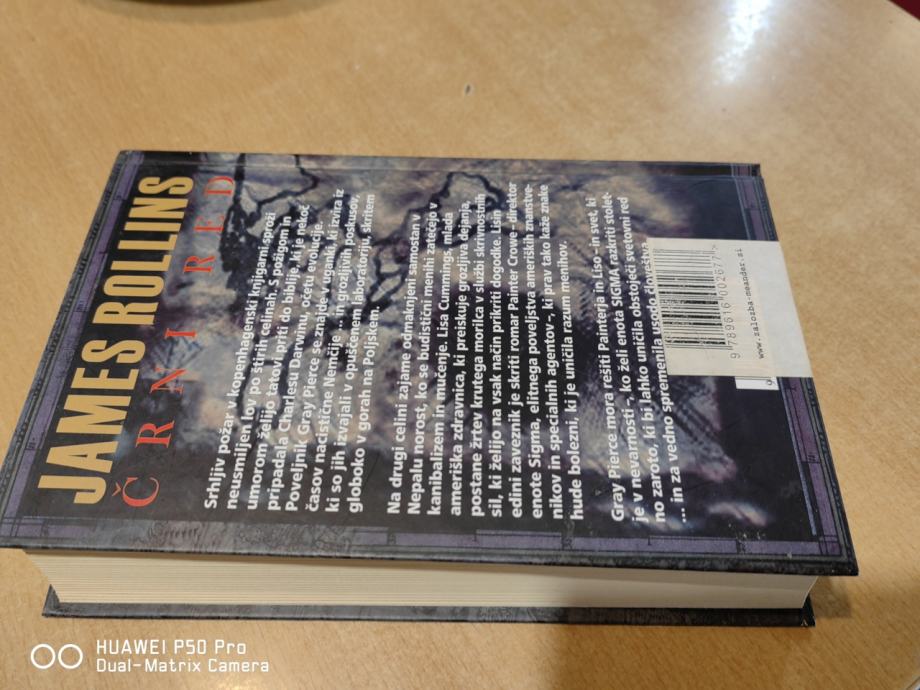 JAMES ROLLINS
ČRNI RED
Srhljiv požar v kopenhagenski knjigarni sproži
neusmiljen lov po štirih celinah. S požigom in
umorom želijo tatovi priti do biblije, ki je nekoč
pripadala Charlesu Darwinu, očetu evolucije.
Poveljnik Gray Pierce se znajde v uganki, ki izvira iz
časov nacistične Nemčije ... in grozljivih poskusov,
ki so jih izvajali v opuščenem laboratoriju, skritem
globoko v gorah na Poljskem.
Na drugi celini zajame odmaknjeni samostan v
Nepalu norost, ko se budistični menihi zatečejo v
kanibalizem in mučenje. Lisa Cummings, mlada
ameriška zdravnica, ki preiskuje grozljiva dejanja,
postane žrtev krutega morilca v službi skrivnostnih
sil, ki želijo na vsak način prikriti dogodke. Lisin
edini zaveznik je skriti romar Painter Crowe - direktor
enote Sigma, elitnega poveljstva ameriških znanstve-
nikov in specialnih agentov -, ki prav tako kaže znake
hude bolezni, ki je uničila razum menihov.
Gray Pierce mora rešiti Painterja in Liso - in svet, ki
je v nevarnosti -, ko želi enota SIGMA razkriti stolet-
no zaroto, ki bi lahko uničila obstoječi svetovni red
... in za vedno spremenila usodo človeštva.
9 789616 002677>
www.zalozba-meander.si
HUAWEI P50 Pro
Dual-Matrix Camera